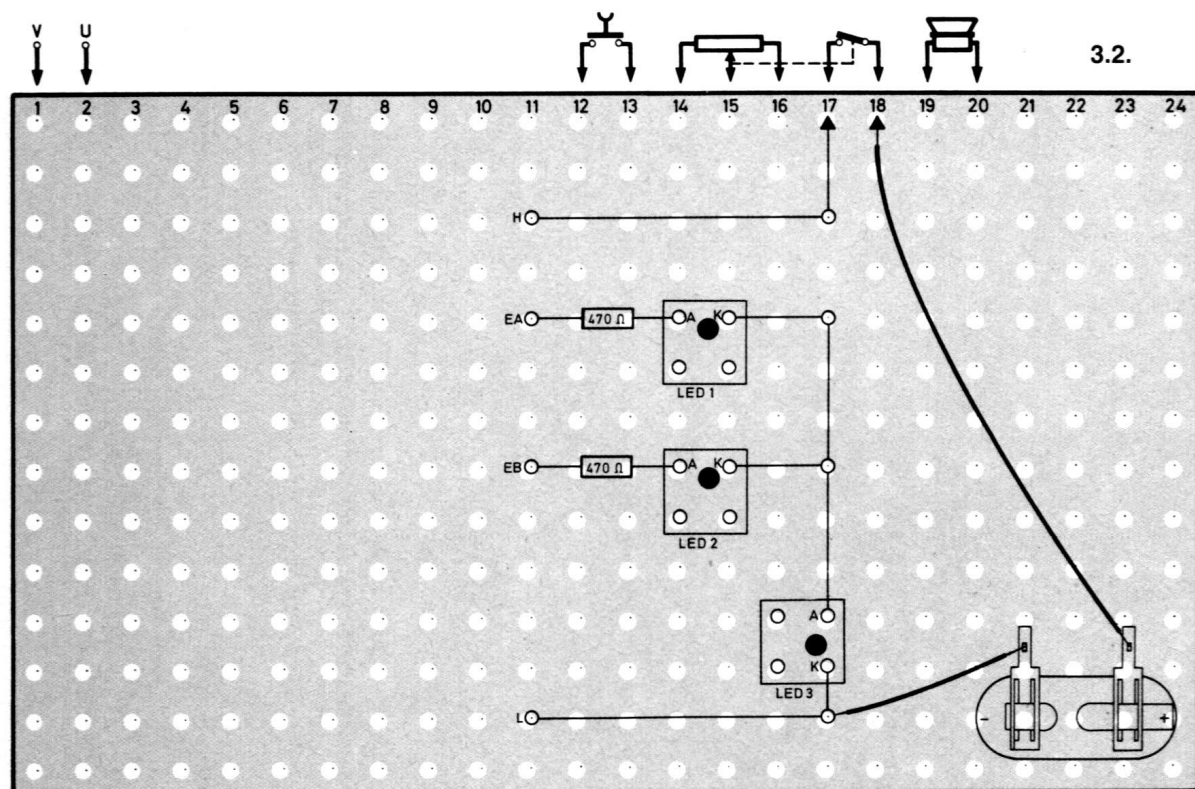 V U
3.2.
1 2 3 4 5 6 7 8 9 10 11 12 13 14 15 16 17 18 19 20 21 22 23 24
H
EA 470 Ω A K
LED 1
EB 470 Ω A K
LED 2
A
K
LED 3
L
- +